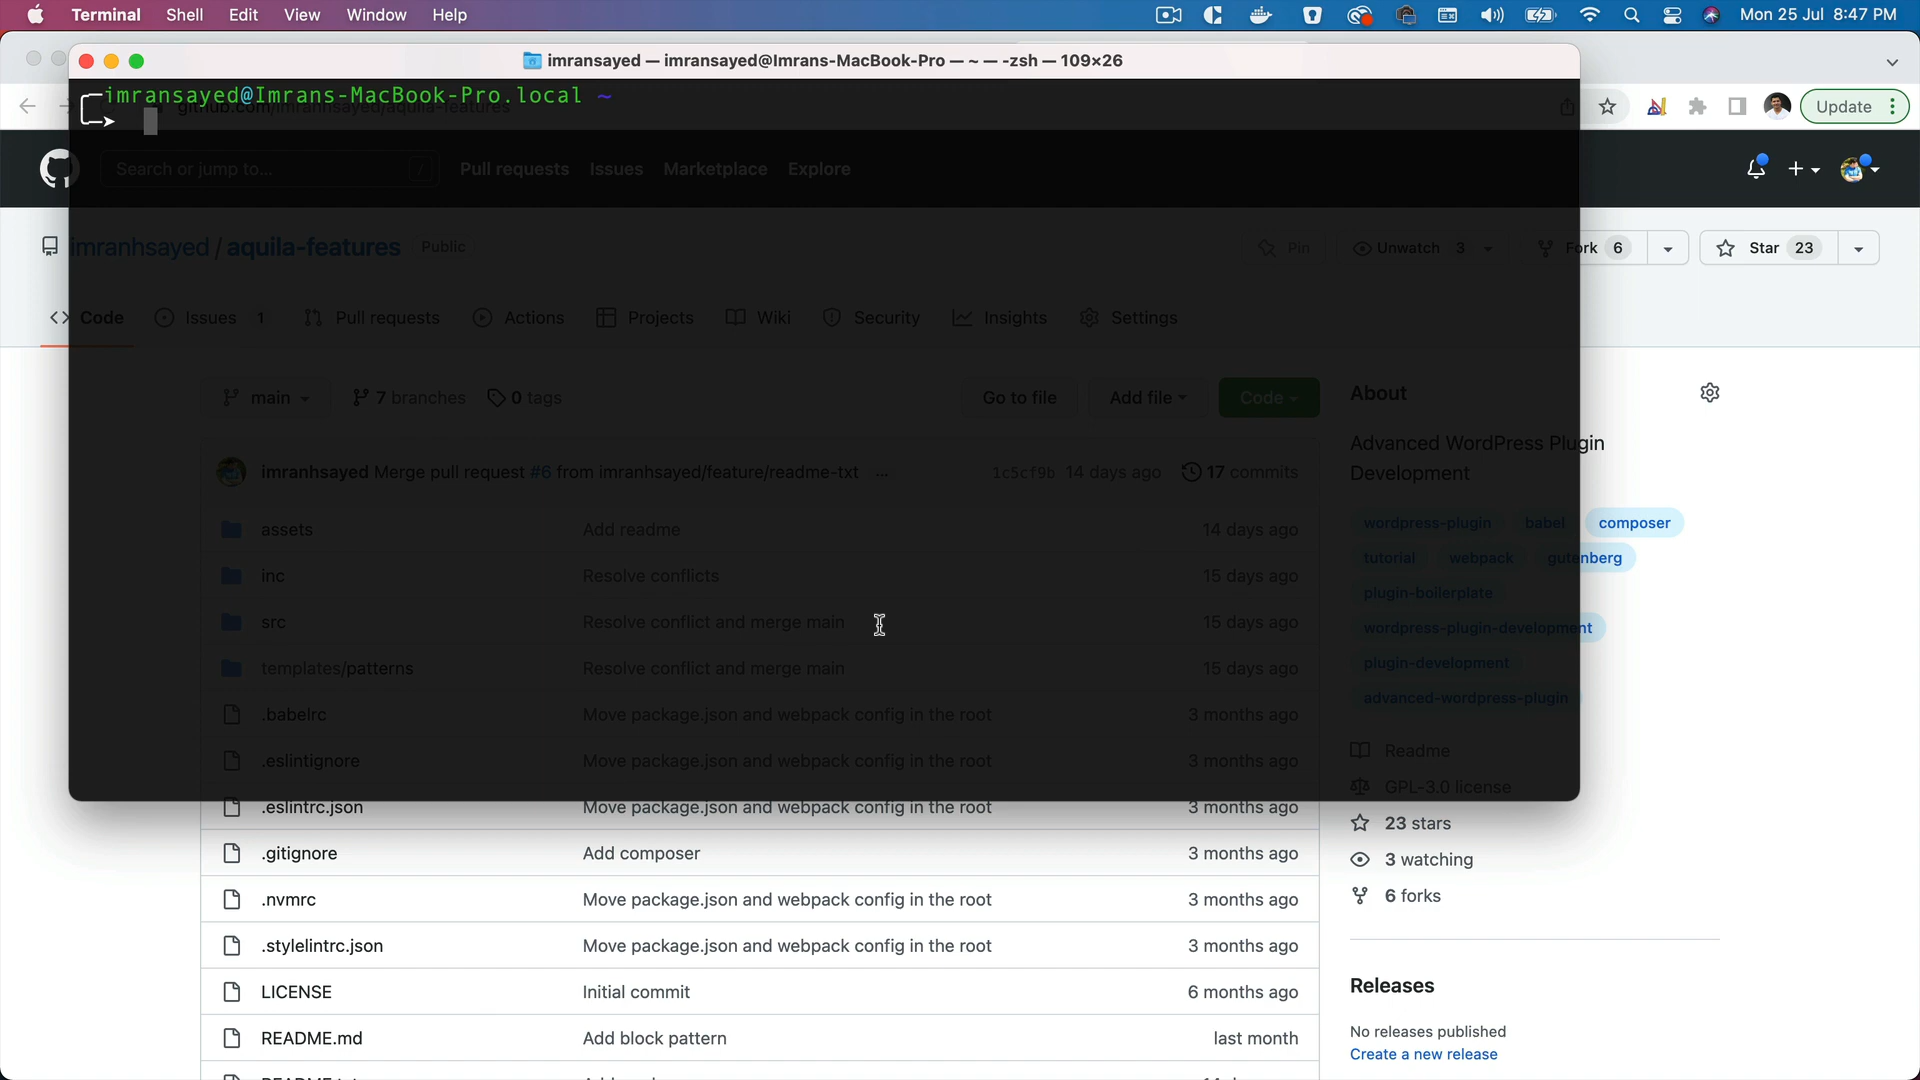 Terminal Shell Edit View Window Help
Mon 25 Jul 8:47 PM
imransayed — imransayed@Imrans-MacBook-Pro — ~ — -zsh — 109×26
imransayed@Imrans-MacBook-Pro.local ~
github.com/imranhsayed/aquila-features
Update
Search or jump to... /
Pull requests Issues Marketplace Explore
imranhsayed / aquila-features Public
Pin Unwatch 3 Fork 6 Star 23
Code Issues 1 Pull requests Actions Projects Wiki Security Insights Settings
main 7 branches 0 tags Go to file Add file Code
imranhsayed Merge pull request #6 from imranhsayed/feature/readme-txt ... 1c5cf9b 14 days ago 17 commits
assets Add readme 14 days ago
inc Resolve conflicts 15 days ago
src Resolve conflict and merge main 15 days ago
templates/patterns Resolve conflict and merge main 15 days ago
.babelrc Move package.json and webpack config in the root 3 months ago
.eslintignore Move package.json and webpack config in the root 3 months ago
.eslintrc.json Move package.json and webpack config in the root 3 months ago
.gitignore Add composer 3 months ago
.nvmrc Move package.json and webpack config in the root 3 months ago
.stylelintrc.json Move package.json and webpack config in the root 3 months ago
LICENSE Initial commit 6 months ago
README.md Add block pattern last month
About
Advanced WordPress Plugin
Development
wordpress-plugin babel composer
tutorial webpack gutenberg
plugin-boilerplate
wordpress-plugin-development
plugin-development
advanced-wordpress-plugin
Readme
GPL-3.0 license
23 stars
3 watching
6 forks
Releases
No releases published
Create a new release